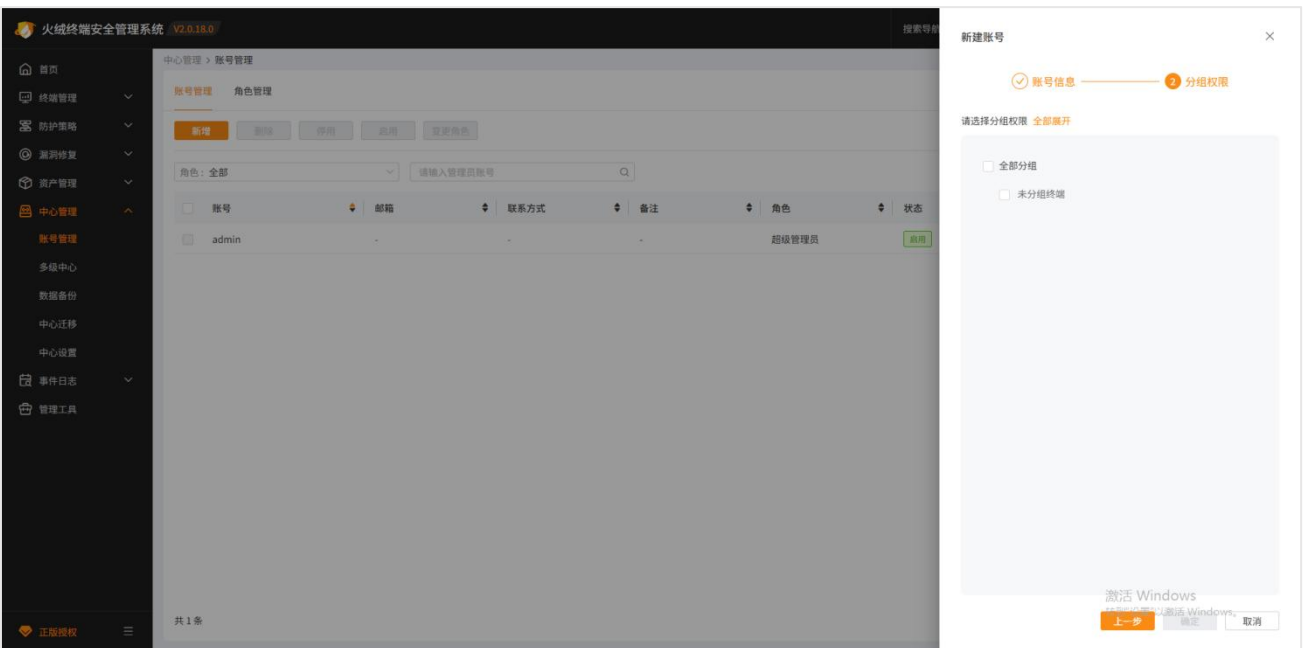 火绒终端安全管理系统 V2.0.18.0
搜索导航
首页
终端管理
防护策略
漏洞修复
资产管理
中心管理
账号管理
多级中心
数据备份
中心迁移
中心设置
事件日志
管理工具
正版授权
中心管理 > 账号管理
账号管理 角色管理
新增 删除 停用 启用 变更角色
角色: 全部 请输入管理员账号
账号 邮箱 联系方式 备注 角色 状态
admin - - - 超级管理员 启用
共 1 条
新建账号
账号信息 2 分组权限
请选择分组权限 全部展开
全部分组
未分组终端
激活 Windows
以激活 Windows。
上一步 确定 取消